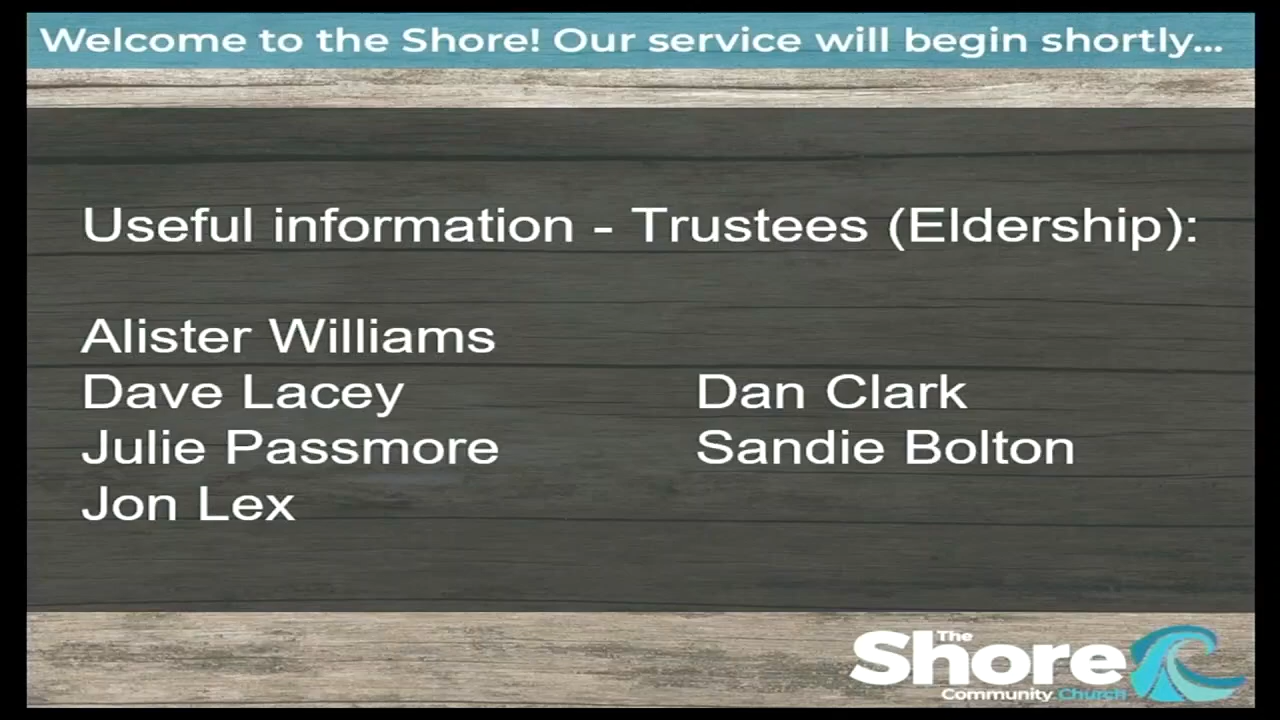 Welcome to the Shore! Our service will begin shortly...
Useful information - Trustees (Eldership):
Alister Williams
Dave Lacey
Julie Passmore
Jon Lex
Dan Clark
Sandie Bolton
The
Shore
Community Church